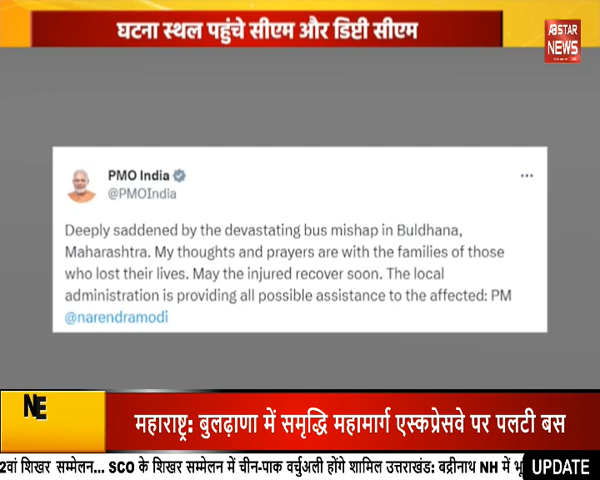 घटना स्थल पहुंचे सीएम और डिप्टी सीएम
ABSTAR
NEWS
PMO India
@PMOIndia
Deeply saddened by the devastating bus mishap in Buldhana,
Maharashtra. My thoughts and prayers are with the families of those
who lost their lives. May the injured recover soon. The local
administration is providing all possible assistance to the affected: PM
@narendramodi
NE
महाराष्ट्र: बुलढ़ाणा में समृद्धि महामार्ग एस्कप्रेसवे पर पलटी बस
2वां शिखर सम्मेलन... SCO के शिखर सम्मेलन में चीन-पाक वर्चुअली होंगे शामिल उत्तराखंड: बद्रीनाथ NH में भू
UPDATE